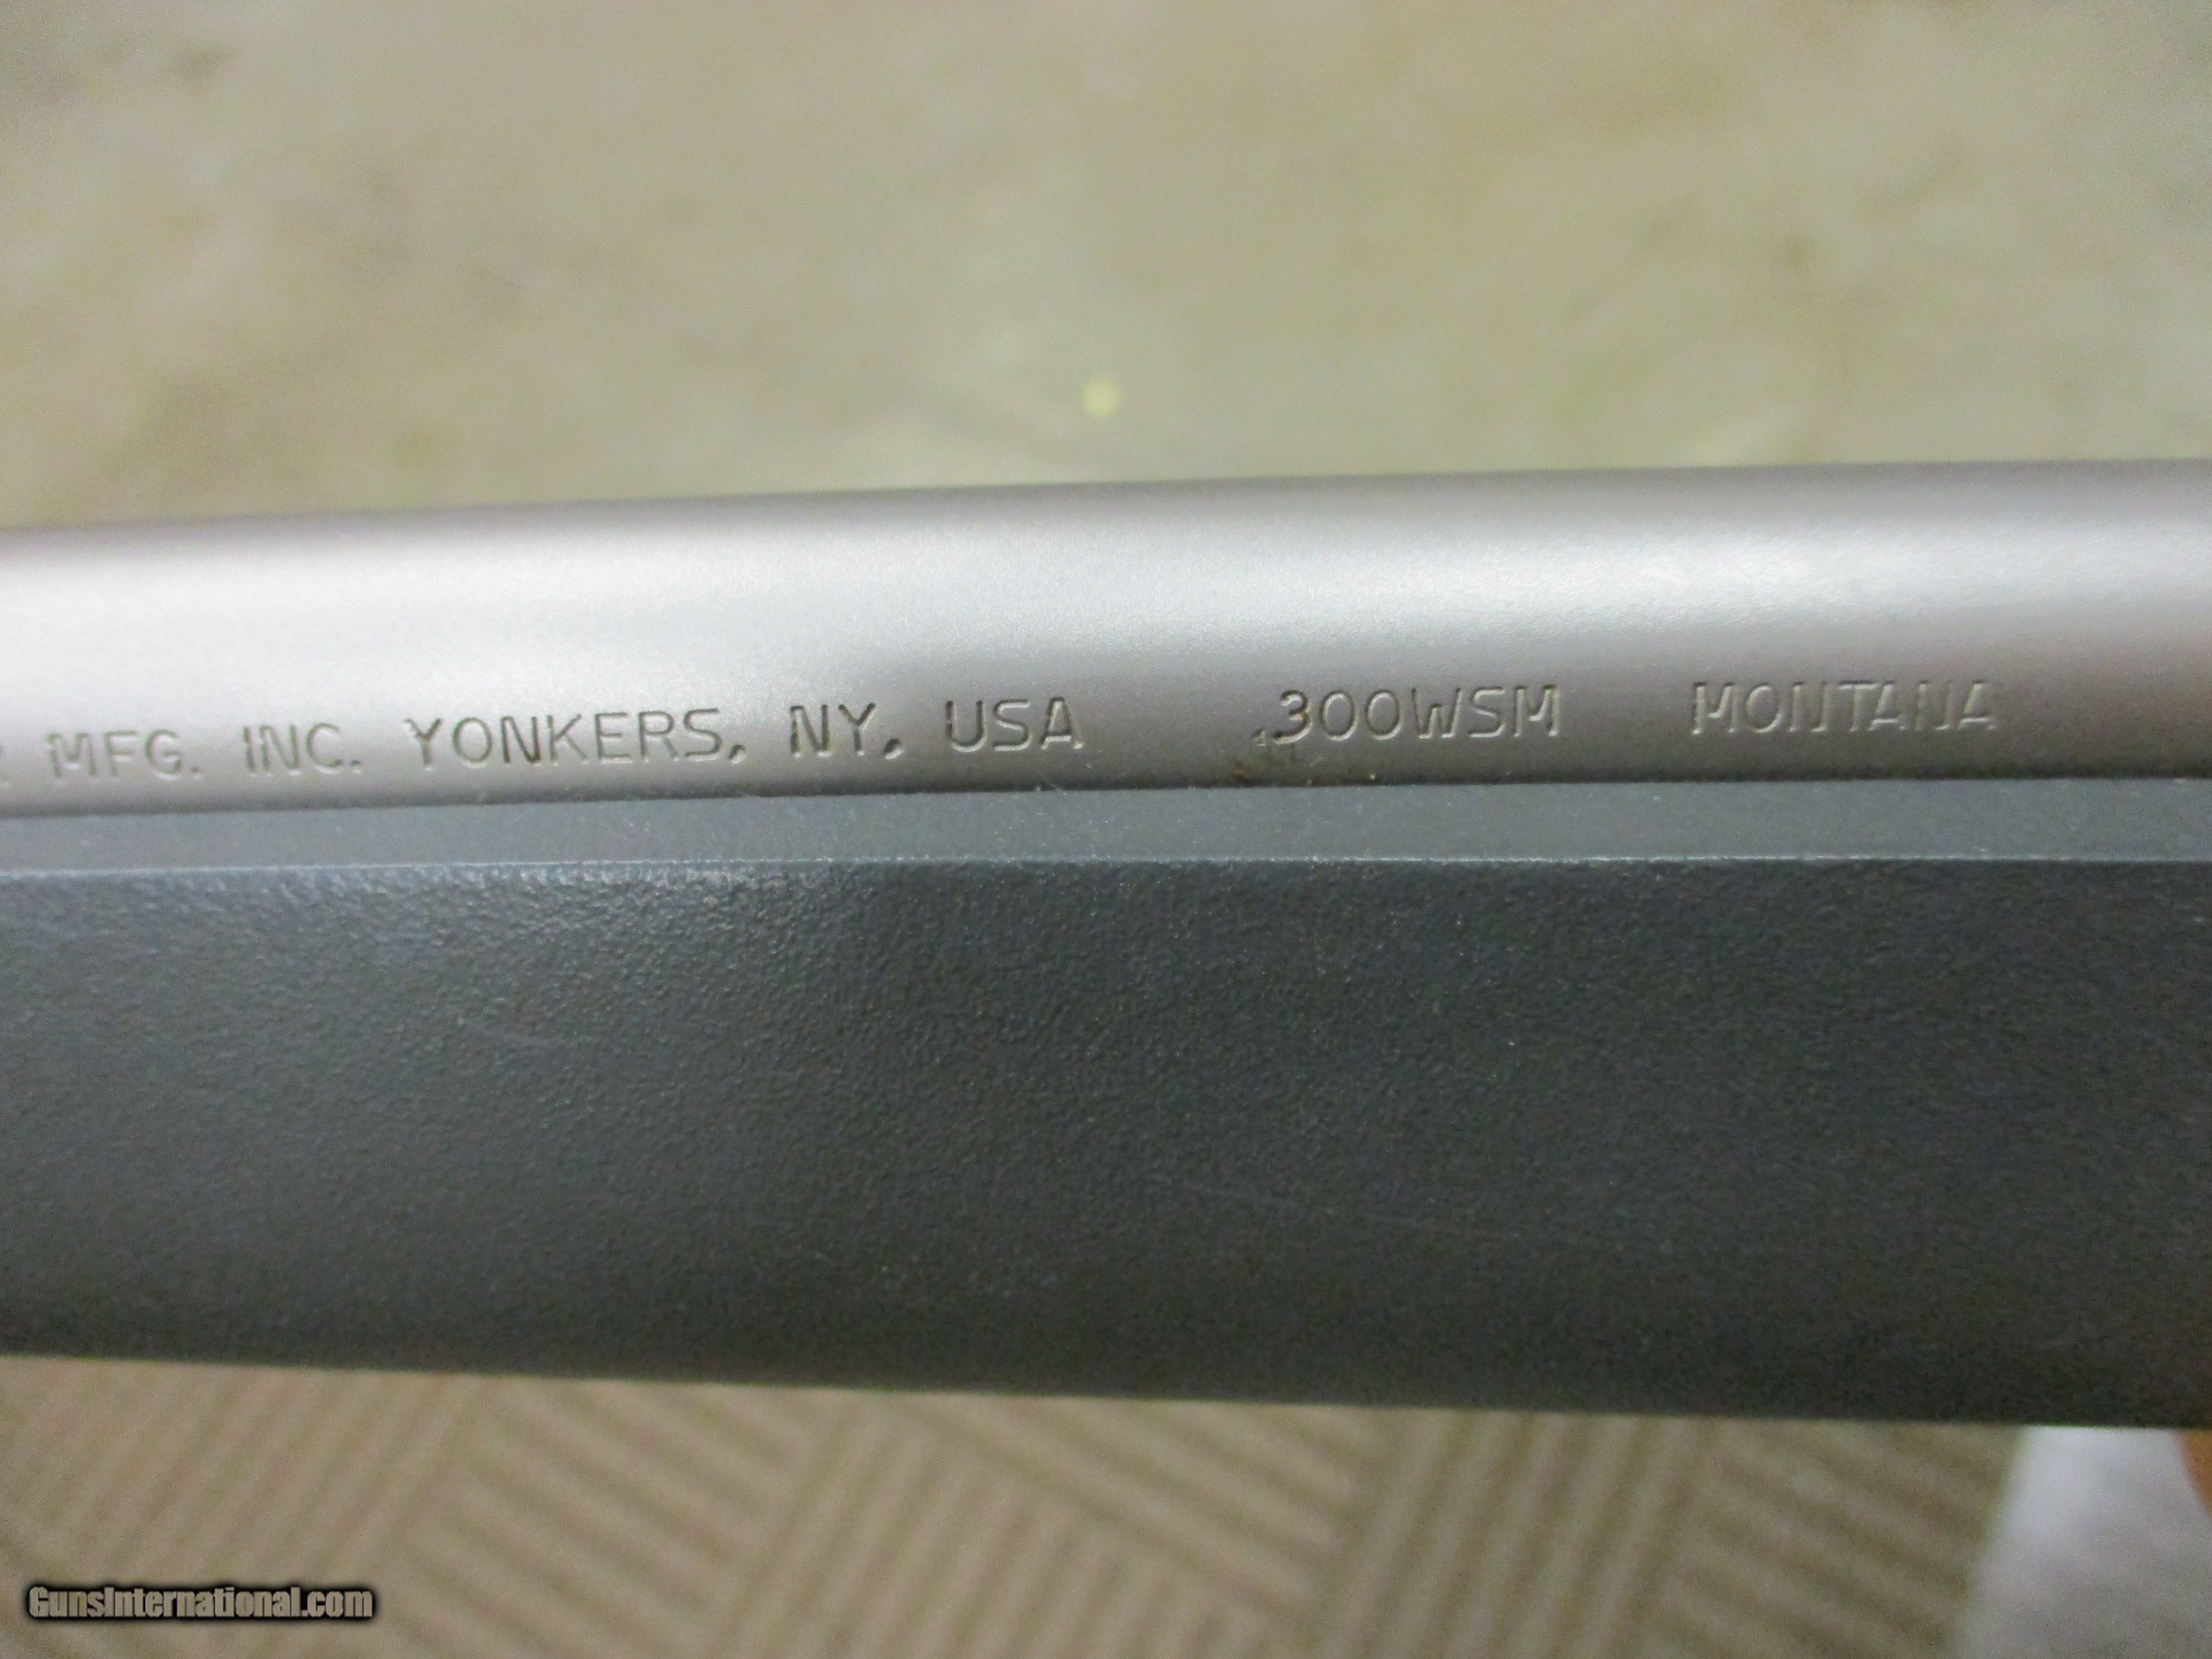 MFG. INC. YONKERS, NY, USA .300WSM MONTANA
GunsInternational.com